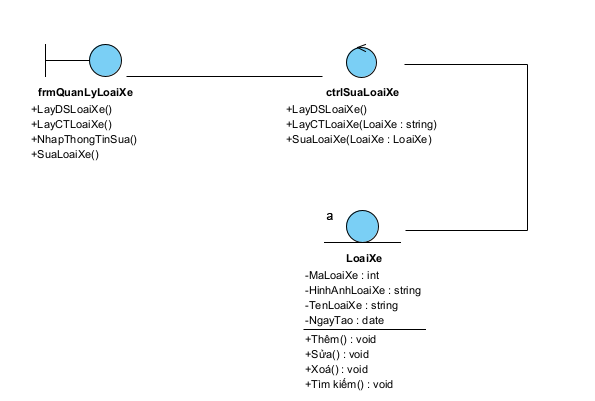 frmQuanLyLoaiXe
+LayDSLoaiXe()
+LayCTLoaiXe()
+NhapThongTinSua()
+SuaLoaiXe()
ctrlSuaLoaiXe
+LayDSLoaiXe()
+LayCTLoaiXe(LoaiXe : string)
+SuaLoaiXe(LoaiXe : LoaiXe)
a
LoaiXe
-MaLoaiXe : int
-HinhAnhLoaiXe : string
-TenLoaiXe : string
-NgayTao : date
+Thêm() : void
+Sửa() : void
+Xoá() : void
+Tìm kiếm() : void